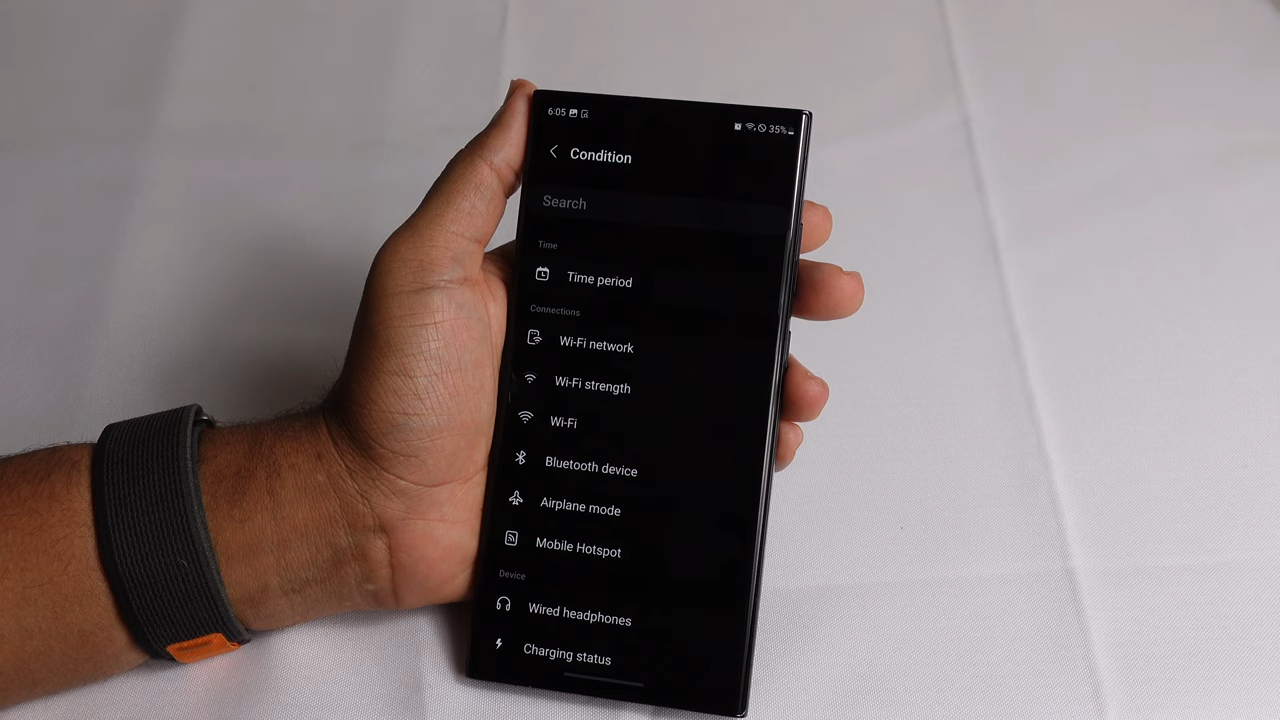 6:05 35%
Condition
Search
Time
Time period
Connections
Wi-Fi network
Wi-Fi strength
Wi-Fi
Bluetooth device
Airplane mode
Mobile Hotspot
Device
Wired headphones
Charging status